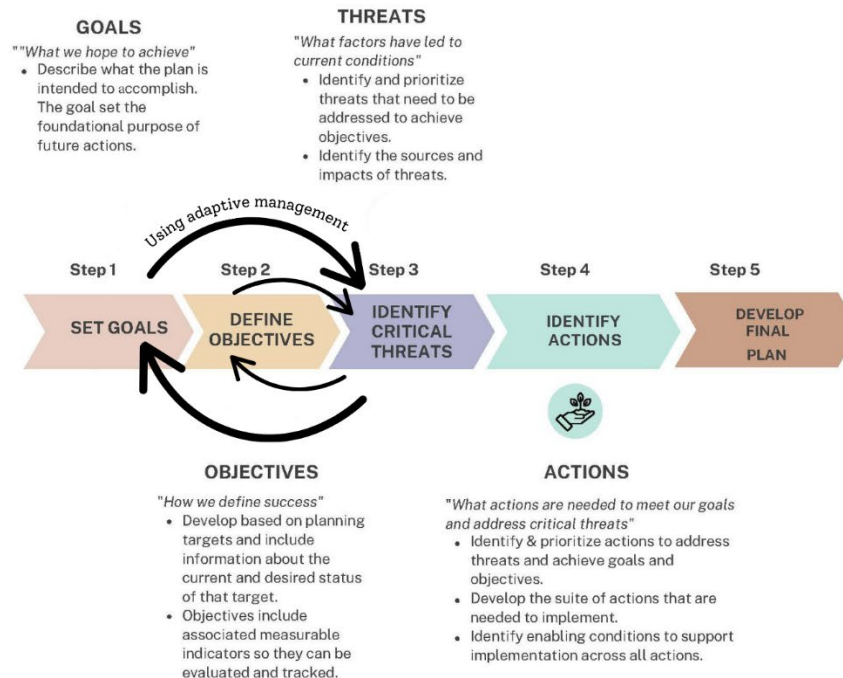 GOALS
""What we hope to achieve"
• Describe what the plan is
intended to accomplish.
The goal set the
foundational purpose of
future actions.
THREATS
"What factors have led to
current conditions"
• Identify and prioritize
threats that need to be
addressed to achieve
objectives.
• Identify the sources and
impacts of threats.
Using adaptive management
Step 1
Step 2
Step 3
Step 4
Step 5
SET GOALS
DEFINE
OBJECTIVES
IDENTIFY
CRITICAL
THREATS
IDENTIFY
ACTIONS
DEVELOP
FINAL
PLAN
OBJECTIVES
"How we define success"
• Develop based on planning
targets and include
information about the
current and desired status
of that target.
• Objectives include
associated measurable
indicators so they can be
evaluated and tracked.
ACTIONS
"What actions are needed to meet our goals
and address critical threats"
• Identify & prioritize actions to address
threats and achieve goals and
objectives.
• Develop the suite of actions that are
needed to implement.
• Identify enabling conditions to support
implementation across all actions.